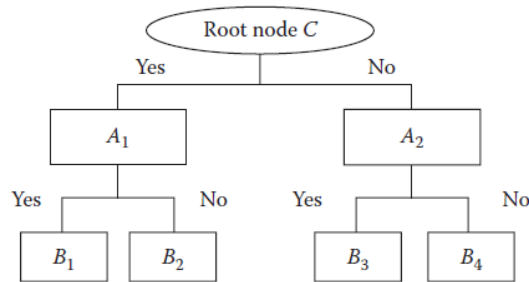 Root node C
Yes No
A₁ A₂
Yes No Yes No
B₁ B₂ B₃ B₄